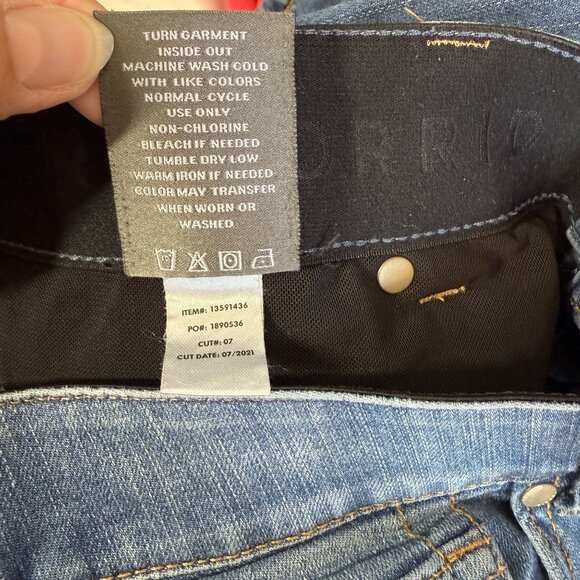 TURN GARMENT
INSIDE OUT
MACHINE WASH COLD
WITH LIKE COLORS
NORMAL CYCLE
USE ONLY
NON-CHLORINE
BLEACH IF NEEDED
TUMBLE DRY LOW
WARM IRON IF NEEDED
COLOR MAY TRANSFER
WHEN WORN OR
WASHED
ORRID
ITEM#: 13591436
PO#: 1890536
CUT#: 07
CUT DATE: 07/2021